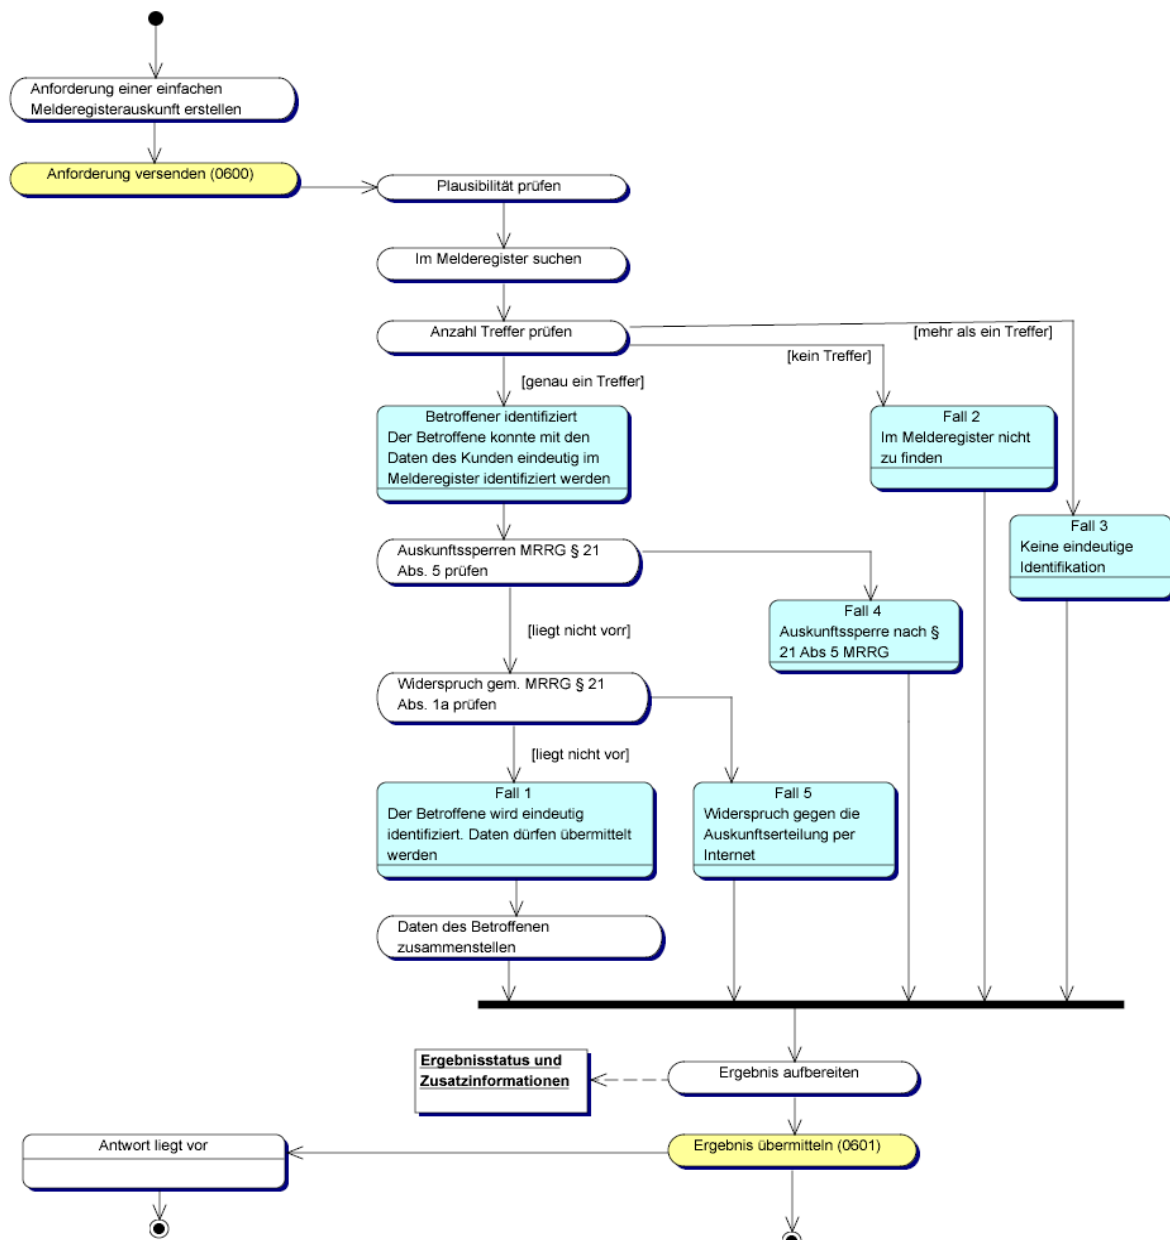 Anforderung einer einfachen
Melderegisterauskunft erstellen
Anforderung versenden (0600)
Plausibilität prüfen
Im Melderegister suchen
Anzahl Treffer prüfen
[mehr als ein Treffer]
[kein Treffer]
[genau ein Treffer]
Betroffener identifiziert
Der Betroffene konnte mit den
Daten des Kunden eindeutig im
Melderegister identifiziert werden
Fall 2
Im Melderegister nicht
zu finden
Fall 3
Keine eindeutige
Identifikation
Auskunftssperren MRRG § 21
Abs. 5 prüfen
Fall 4
Auskunftssperre nach §
21 Abs 5 MRRG
[liegt nicht vorr]
Widerspruch gem. MRRG § 21
Abs. 1a prüfen
[liegt nicht vor]
Fall 1
Der Betroffene wird eindeutig
identifiziert. Daten dürfen übermittelt
werden
Fall 5
Widerspruch gegen die
Auskunftserteilung per
Internet
Daten des Betroffenen
zusammenstellen
Ergebnisstatus und
Zusatzinformationen
Ergebnis aufbereiten
Antwort liegt vor
Ergebnis übermitteln (0601)